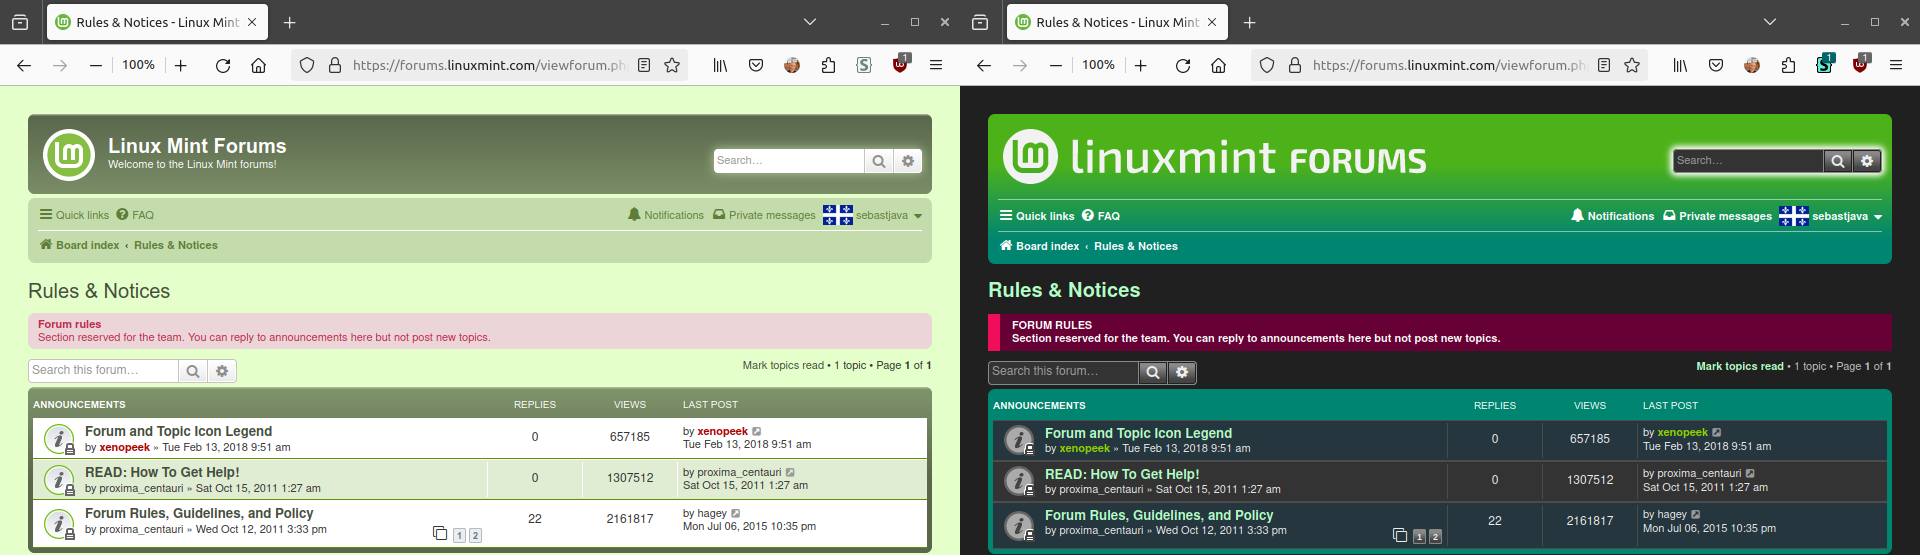 Rules & Notices - Linux Mint
100%
https://forums.linuxmint.com/viewforum.ph
1
Linux Mint Forums
Welcome to the Linux Mint forums!
Search…
Quick links FAQ
Notifications Private messages sebastjava
Board index ‹ Rules & Notices
Rules & Notices
Forum rules
Section reserved for the team. You can reply to announcements here but not post new topics.
Search this forum…
Mark topics read • 1 topic • Page 1 of 1
ANNOUNCEMENTS REPLIES VIEWS LAST POST
Forum and Topic Icon Legend
by xenopeek » Tue Feb 13, 2018 9:51 am
0
657185
by xenopeek
Tue Feb 13, 2018 9:51 am
READ: How To Get Help!
by proxima_centauri » Sat Oct 15, 2011 1:27 am
0
1307512
by proxima_centauri
Sat Oct 15, 2011 1:27 am
Forum Rules, Guidelines, and Policy
by proxima_centauri » Wed Oct 12, 2011 3:33 pm
1 2
22
2161817
by hagey
Mon Jul 06, 2015 10:35 pm
Rules & Notices - Linux Mint
100%
https://forums.linuxmint.com/viewforum.ph
1
1
linuxmint FORUMS
Search…
Quick links FAQ
Notifications Private messages sebastjava
Board index ‹ Rules & Notices
Rules & Notices
FORUM RULES
Section reserved for the team. You can reply to announcements here but not post new topics.
Search this forum…
Mark topics read • 1 topic • Page 1 of 1
ANNOUNCEMENTS REPLIES VIEWS LAST POST
Forum and Topic Icon Legend
by xenopeek » Tue Feb 13, 2018 9:51 am
0
657185
by xenopeek
Tue Feb 13, 2018 9:51 am
READ: How To Get Help!
by proxima_centauri » Sat Oct 15, 2011 1:27 am
0
1307512
by proxima_centauri
Sat Oct 15, 2011 1:27 am
Forum Rules, Guidelines, and Policy
by proxima_centauri » Wed Oct 12, 2011 3:33 pm
1 2
22
2161817
by hagey
Mon Jul 06, 2015 10:35 pm